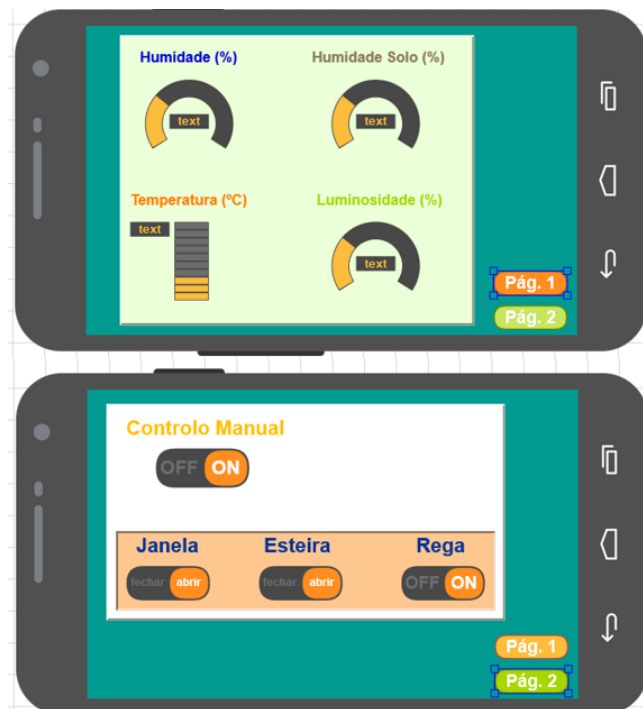 Humidade (%)
Humidade Solo (%)
text
text
Temperatura (ºC)
Luminosidade (%)
text
text
Pág. 1
Pág. 2
Controlo Manual
OFF ON
Janela
Esteira
Rega
fechar abrir
fechar abrir
OFF ON
Pág. 1
Pág. 2